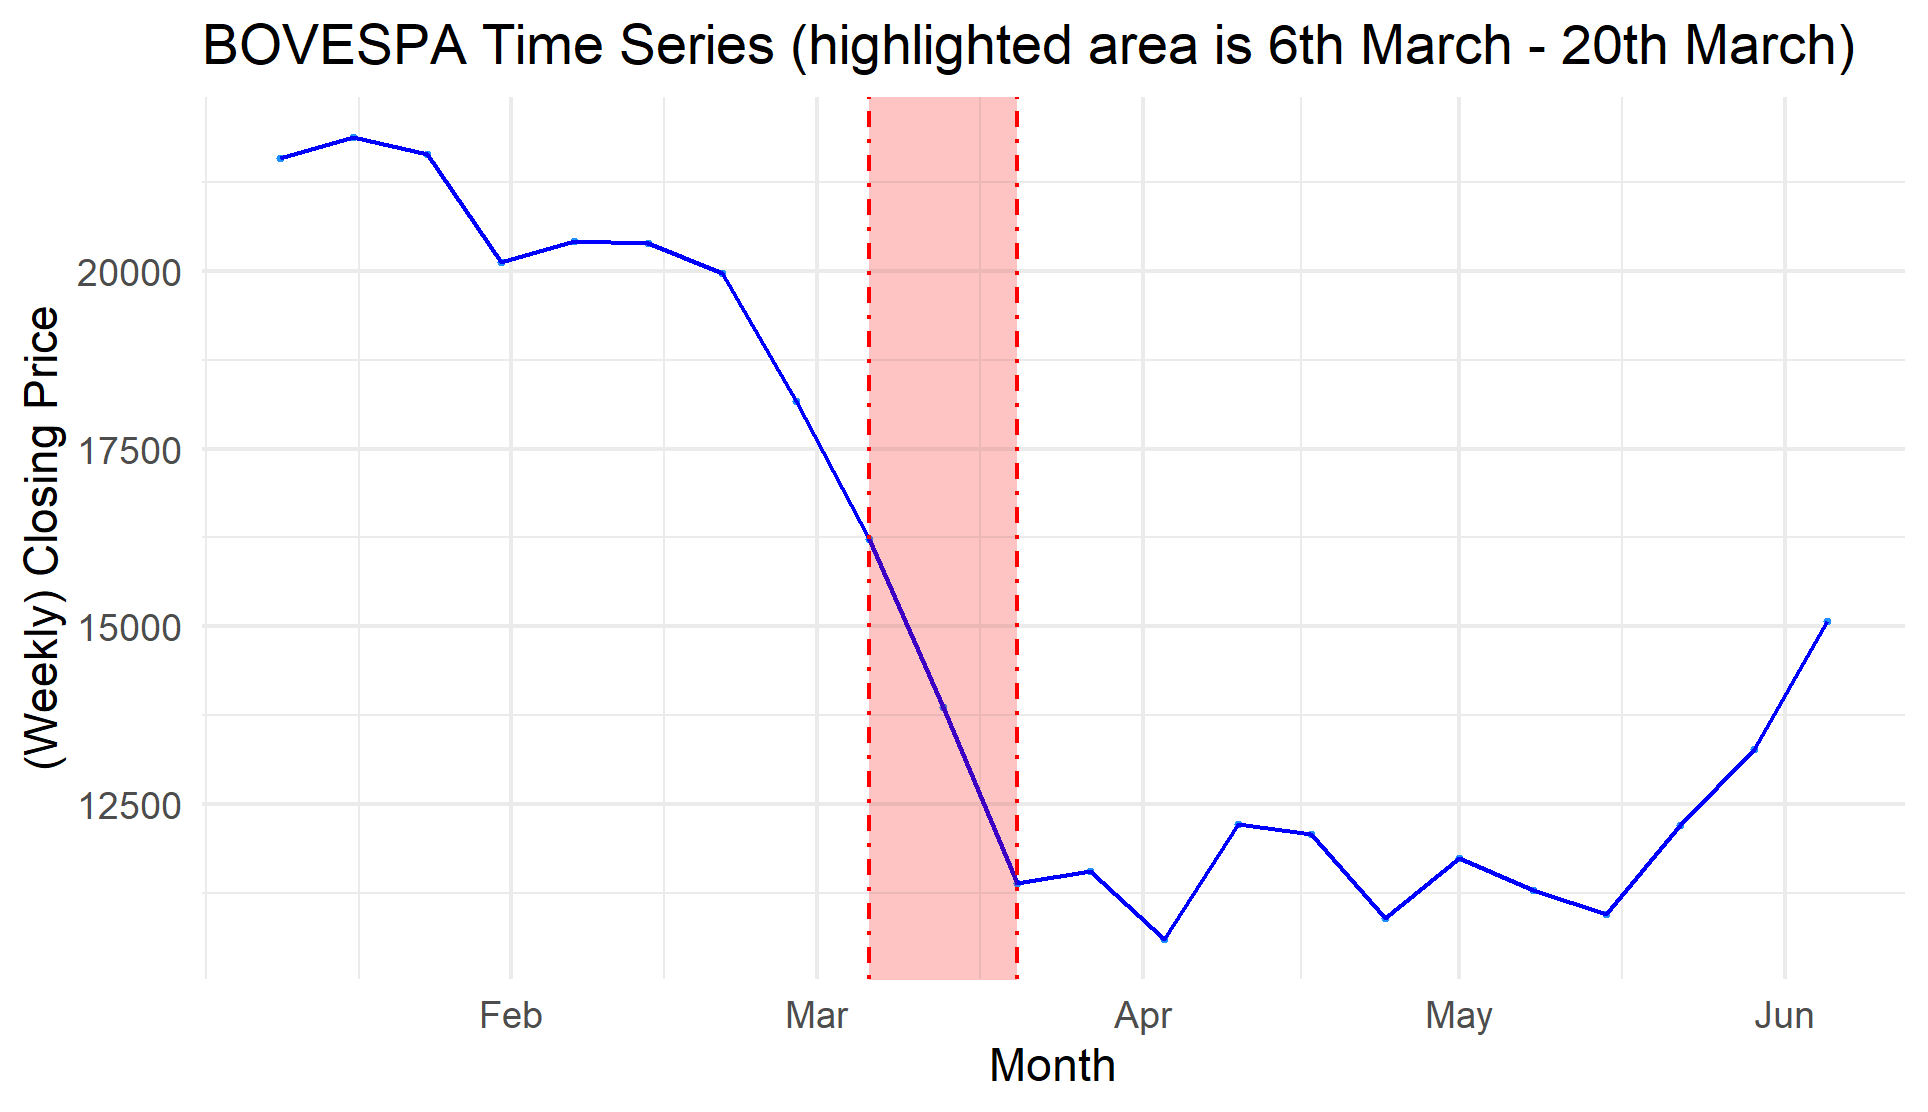 BOVESPA Time Series (highlighted area is 6th March - 20th March)
(Weekly) Closing Price
20000
17500
15000
12500
Feb Mar Apr May Jun
Month